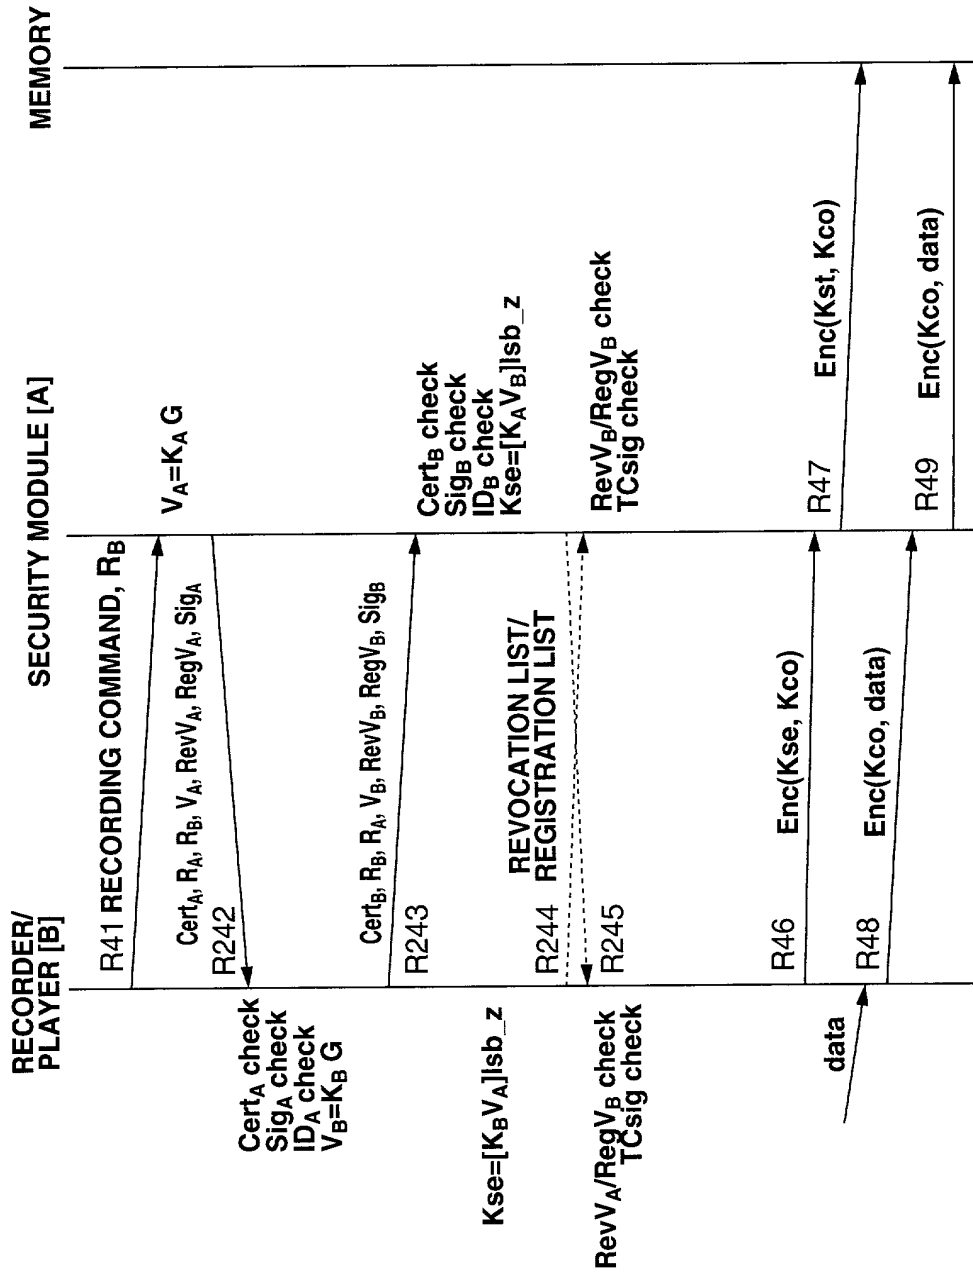 RECORDER/
PLAYER [B]
SECURITY MODULE [A]
MEMORY
R41 RECORDING COMMAND, RB
VA=KA G
CertA, RA, RB, VA, RevVA, RegVA, SigA
R242
CertA check
SigA check
IDA check
VB=KB G
CertB, RB, RA, VB, RevVB, RegVB, SigB
R243
CertB check
SigB check
IDB check
Kse=[KAVB]lsb_z
Kse=[KBVA]lsb_z
REVOCATION LIST/
REGISTRATION LIST
R244
R245
RevVA/RegVB check
TCsig check
RevVB/RegVB check
TCsig check
Enc(Kse, Kco)
R46
R47
Enc(Kst, Kco)
data
Enc(Kco, data)
R48
R49
Enc(Kco, data)